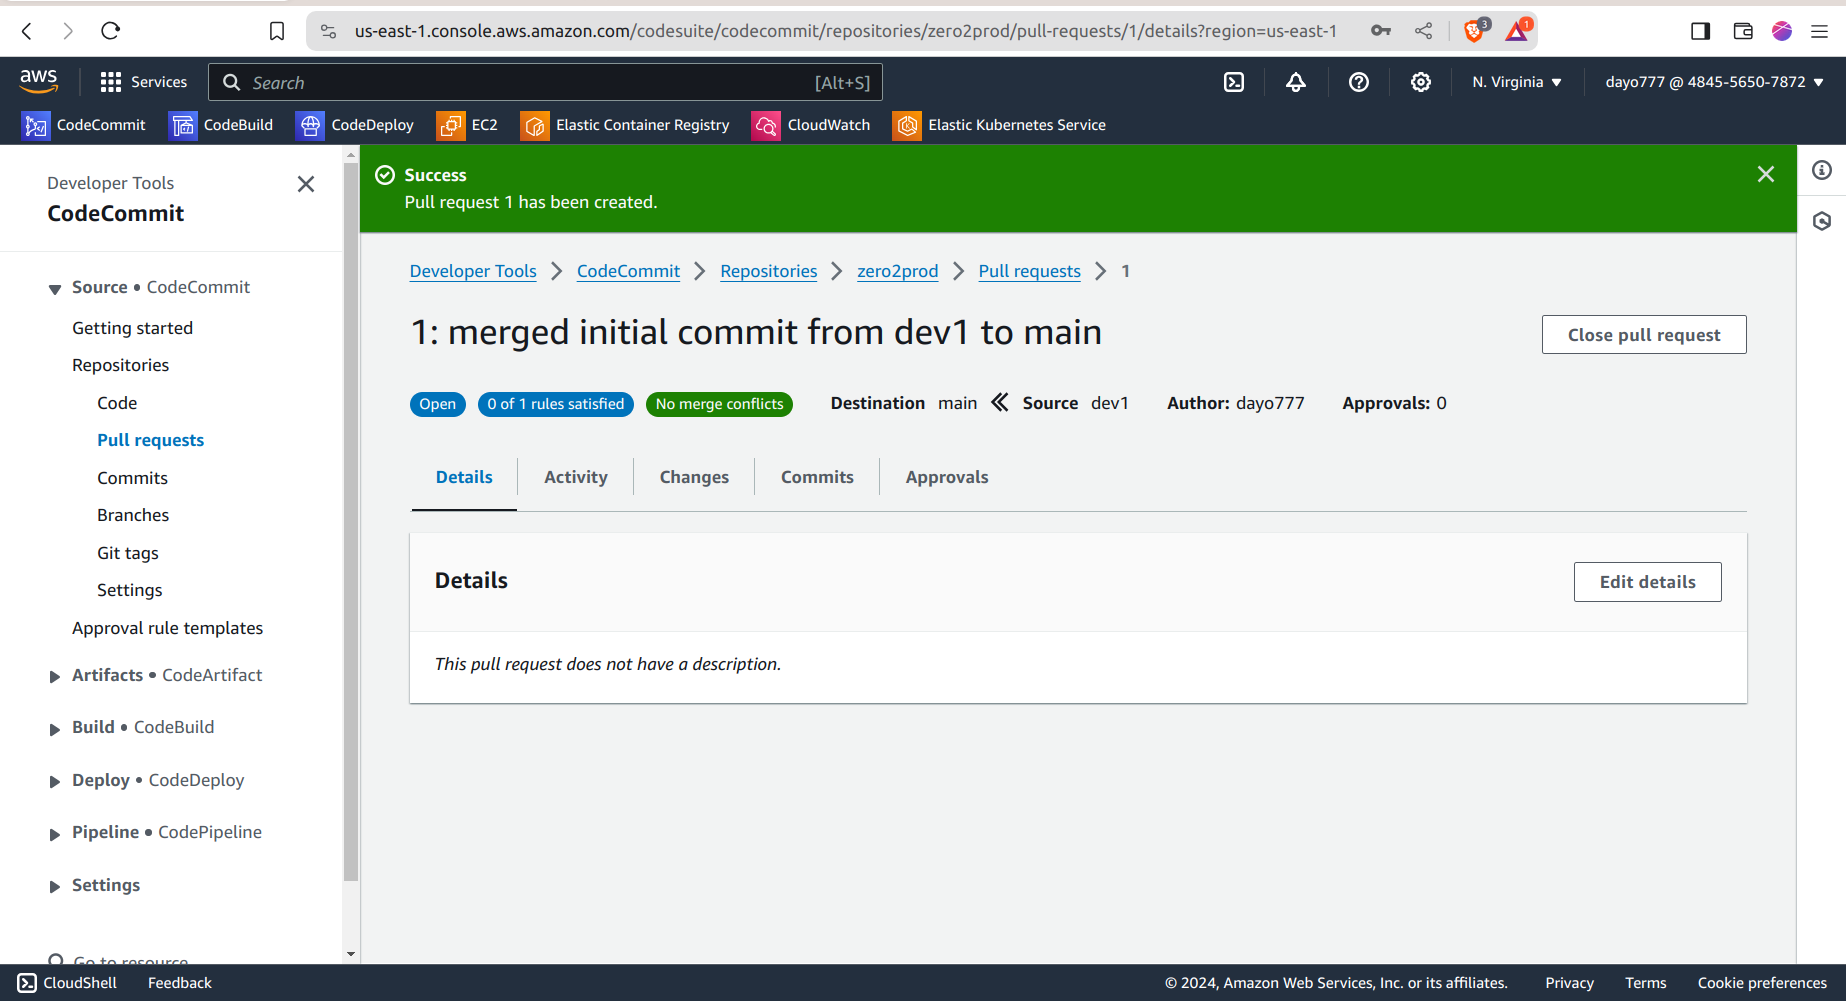 us-east-1.console.aws.amazon.com/codesuite/codecommit/repositories/zero2prod/pull-requests/1/details?region=us-east-1
3
1
aws
Services
Search
[Alt+S]
N. Virginia
dayo777 @ 4845-5650-7872
CodeCommit
CodeBuild
CodeDeploy
EC2
Elastic Container Registry
CloudWatch
Elastic Kubernetes Service
Developer Tools
CodeCommit
Source • CodeCommit
Getting started
Repositories
Code
Pull requests
Commits
Branches
Git tags
Settings
Approval rule templates
Artifacts • CodeArtifact
Build • CodeBuild
Deploy • CodeDeploy
Pipeline • CodePipeline
Settings
Go to resource
Success
Pull request 1 has been created.
Developer Tools > CodeCommit > Repositories > zero2prod > Pull requests > 1
1: merged initial commit from dev1 to main
Close pull request
Open
0 of 1 rules satisfied
No merge conflicts
Destination main
Source dev1
Author: dayo777
Approvals: 0
Details
Activity
Changes
Commits
Approvals
Details
Edit details
This pull request does not have a description.
CloudShell
Feedback
© 2024, Amazon Web Services, Inc. or its affiliates.
Privacy
Terms
Cookie preferences